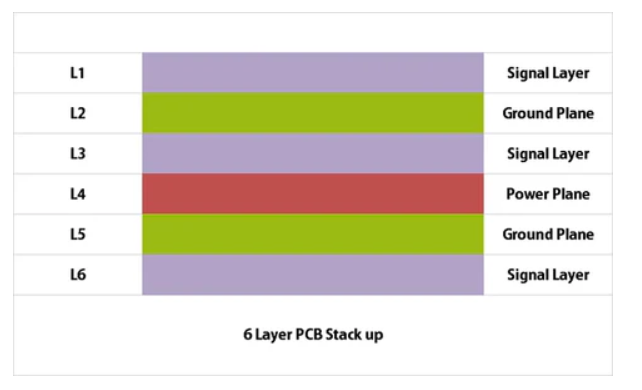 L1 Signal Layer
L2 Ground Plane
L3 Signal Layer
L4 Power Plane
L5 Ground Plane
L6 Signal Layer
6 Layer PCB Stack up